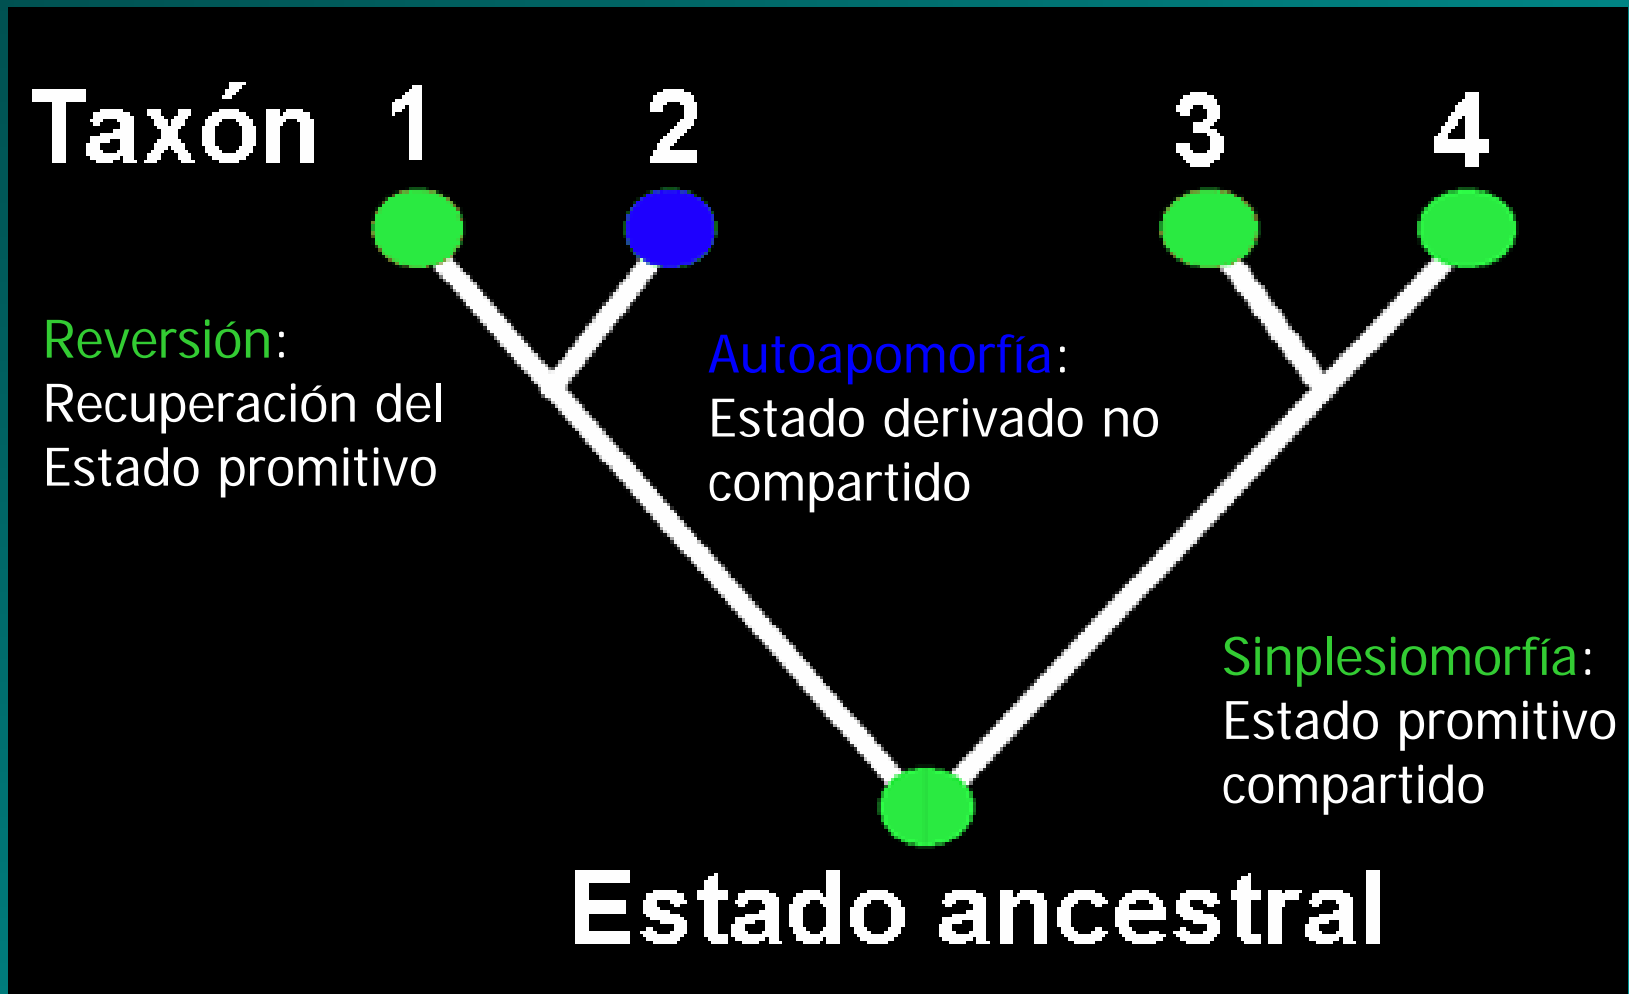 Taxón 1 2 3 4
Reversión:
Recuperación del
Estado promitivo
Autoapomorfía:
Estado derivado no
compartido
Sinplesiomorfía:
Estado promitivo
compartido
Estado ancestral